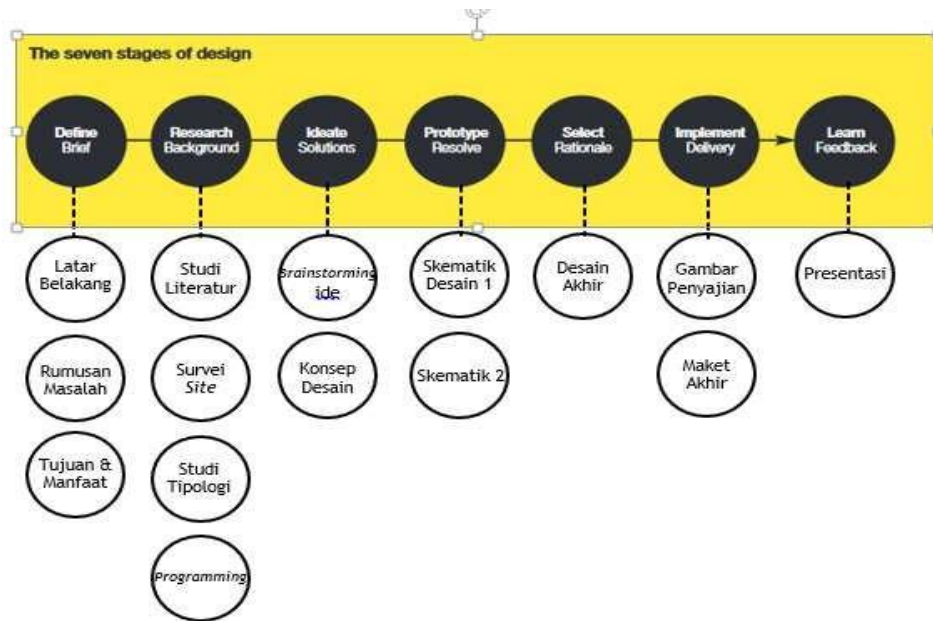 The seven stages of design
Define
Brief
Research
Background
Ideate
Solutions
Prototype
Resolve
Select
Rationale
Implement
Delivery
Learn
Feedback
Latar
Belakang
Studi
Literatur
Brainstorming
ide
Skematik
Desain 1
Desain
Akhir
Gambar
Penyajian
Presentasi
Rumusan
Masalah
Survei
Site
Konsep
Desain
Skematik 2
Maket
Akhir
Tujuan &
Manfaat
Studi
Tipologi
Programming